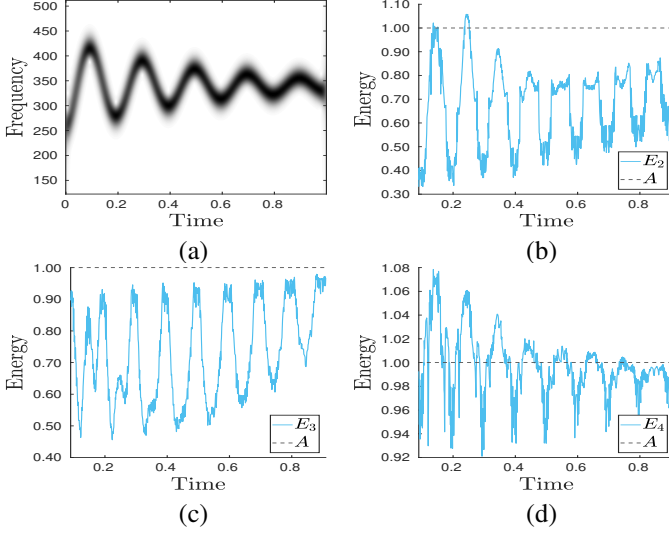 500
450
400
350
300
250
200
150
Frequency
0 0.2 0.4 0.6 0.8
Time
(a)
1.10
1.00
0.90
0.80
0.70
0.60
0.50
0.40
0.30
Energy
0.2 0.4 0.6 0.8
Time
E₂
A
(b)
1.00
0.90
0.80
0.70
0.60
0.50
0.40
Energy
0.2 0.4 0.6 0.8
Time
E₃
A
(c)
1.08
1.06
1.04
1.02
1.00
0.98
0.96
0.94
0.92
Energy
0.2 0.4 0.6 0.8
Time
E₄
A
(d)